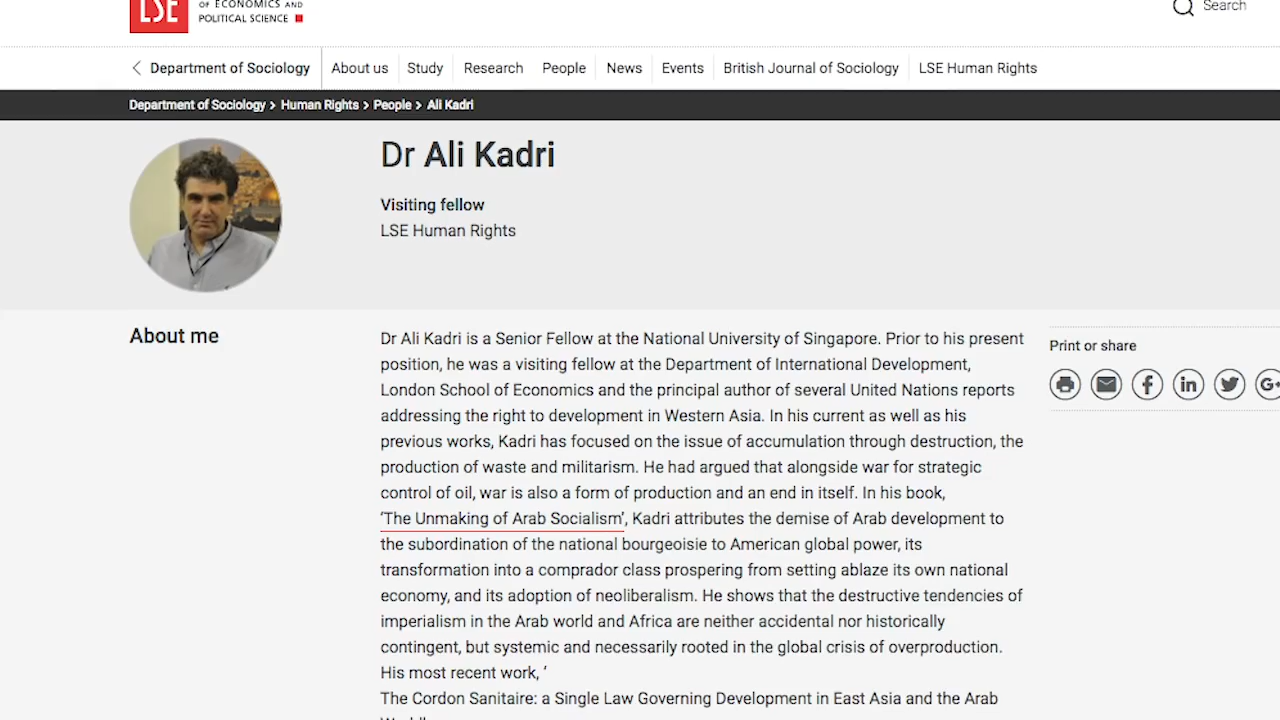 LSE
OF ECONOMICS AND
POLITICAL SCIENCE
Search
Department of Sociology
About us
Study
Research
People
News
Events
British Journal of Sociology
LSE Human Rights
Department of Sociology > Human Rights > People > Ali Kadri
Dr Ali Kadri
Visiting fellow
LSE Human Rights
About me
Dr Ali Kadri is a Senior Fellow at the National University of Singapore. Prior to his present
position, he was a visiting fellow at the Department of International Development,
London School of Economics and the principal author of several United Nations reports
addressing the right to development in Western Asia. In his current as well as his
previous works, Kadri has focused on the issue of accumulation through destruction, the
production of waste and militarism. He had argued that alongside war for strategic
control of oil, war is also a form of production and an end in itself. In his book,
‘The Unmaking of Arab Socialism’, Kadri attributes the demise of Arab development to
the subordination of the national bourgeoisie to American global power, its
transformation into a comprador class prospering from setting ablaze its own national
economy, and its adoption of neoliberalism. He shows that the destructive tendencies of
imperialism in the Arab world and Africa are neither accidental nor historically
contingent, but systemic and necessarily rooted in the global crisis of overproduction.
His most recent work, ‘
The Cordon Sanitaire: a Single Law Governing Development in East Asia and the Arab
Print or share